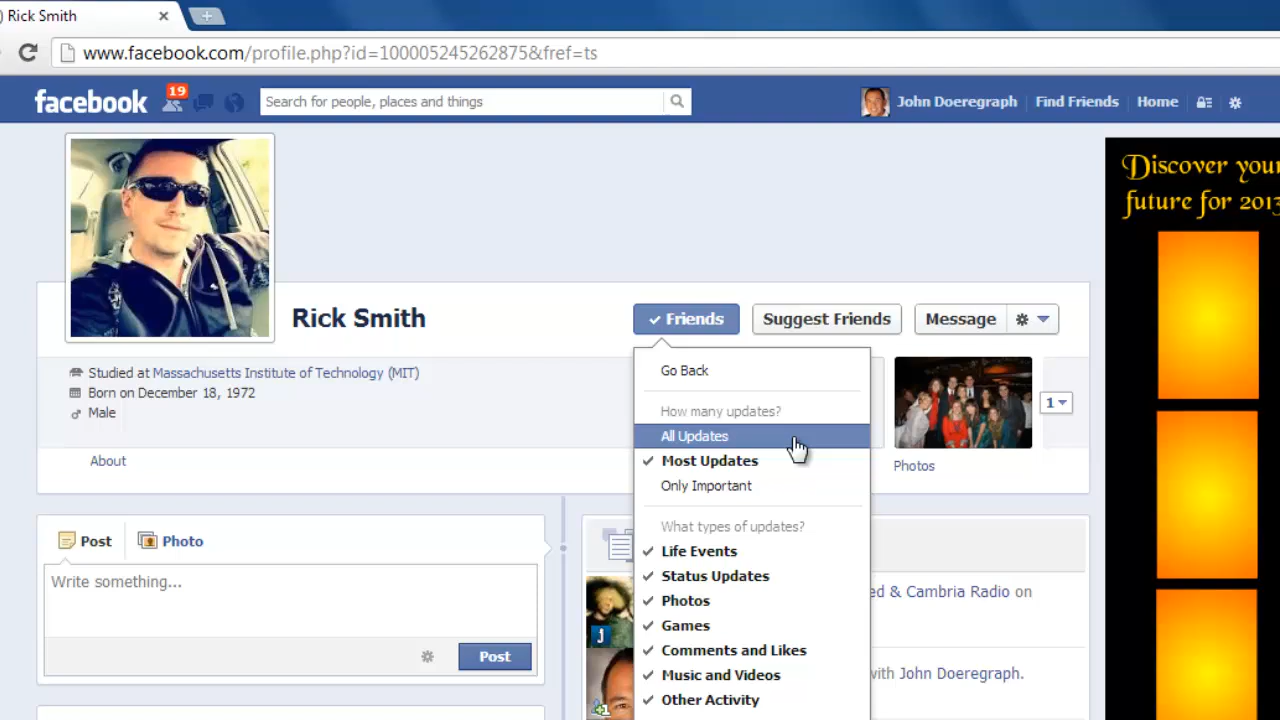 ) Rick Smith
www.facebook.com/profile.php?id=100005245262875&fref=ts
facebook 19 Search for people, places and things John Doeregraph Find Friends Home
Discover your
future for 2013
Rick Smith
✓ Friends Suggest Friends Message
Studied at Massachusetts Institute of Technology (MIT)
Born on December 18, 1972
Male
About
Photos
1
Go Back
How many updates?
All Updates
✓ Most Updates
Only Important
What types of updates?
✓ Life Events
✓ Status Updates
✓ Photos
✓ Games
✓ Comments and Likes
✓ Music and Videos
✓ Other Activity
Post Photo
Write something...
Post
J
+1
ed & Cambria Radio on
with John Doeregraph.